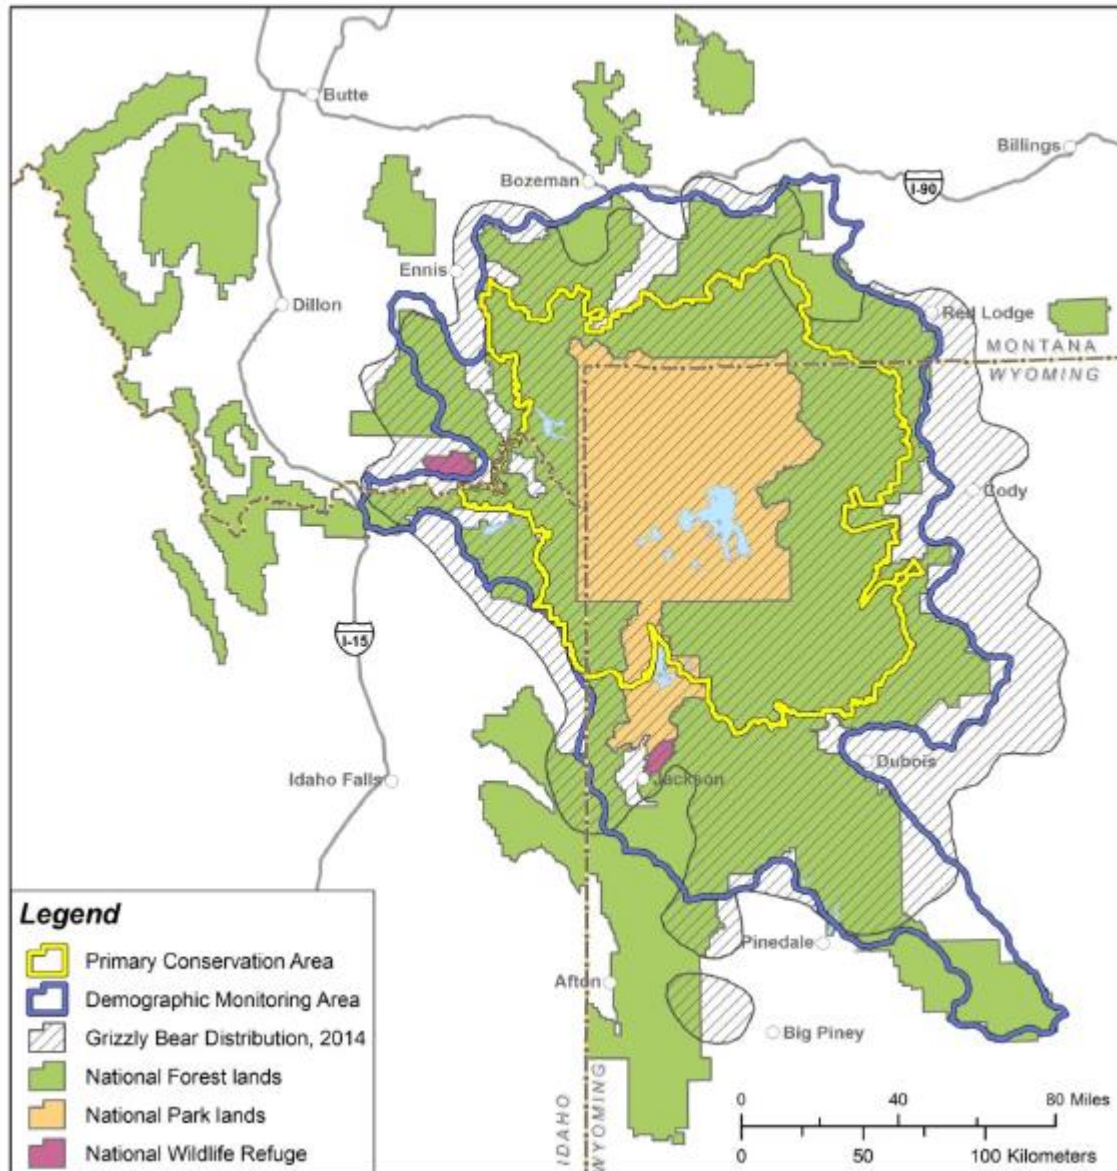 Butte
Billings
Bozeman
I-90
Ennis
Dillon
Red Lodge
MONTANA
WYOMING
Cody
I-15
Idaho Falls
Jackson
Dubois
Pinedale
Afton
Big Piney
IDAHO
WYOMING
Legend
Primary Conservation Area
Demographic Monitoring Area
Grizzly Bear Distribution, 2014
National Forest lands
National Park lands
National Wildlife Refuge
0 40 80 Miles
0 50 100 Kilometers